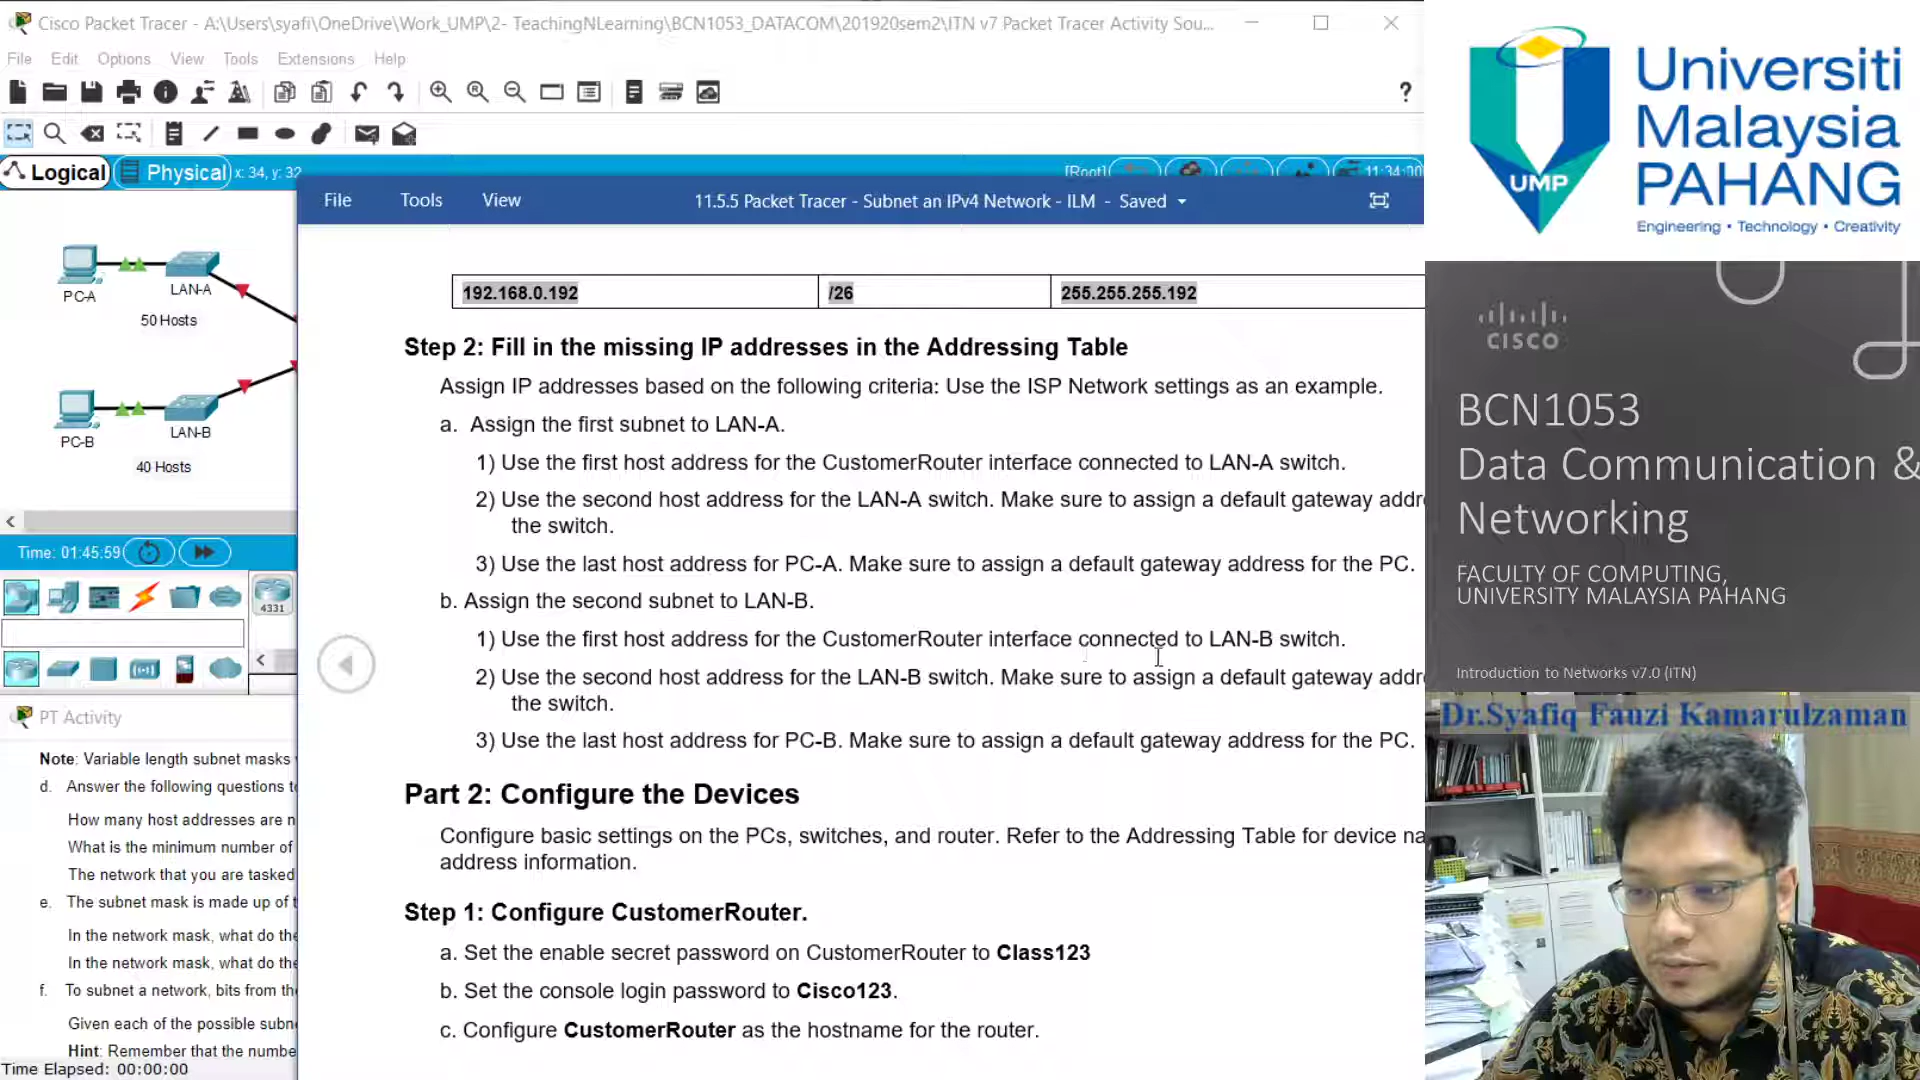 Cisco Packet Tracer - A:\Users\syafi\OneDrive\Work_UMP\2- TeachingNLearning\BCN1053_DATACOM\201920sem2\ITN v7 Packet Tracer Activity Sou...
File Edit Options View Tools Extensions Help
Logical Physical x: 34, y: 32 [Root] 11:34:00
File Tools View 11.5.5 Packet Tracer - Subnet an IPv4 Network - ILM - Saved
PC-A
LAN-A
50 Hosts
PC-B
LAN-B
40 Hosts
Time: 01:45:59
4331
PT Activity
Note: Variable length subnet masks
d. Answer the following questions
How many host addresses are
What is the minimum number of
The network that you are tasked
e. The subnet mask is made up of
In the network mask, what do the
In the network mask, what do the
f. To subnet a network, bits from the
Given each of the possible
Hint: Remember that the
Time Elapsed: 00:00:00
192.168.0.192 /26 255.255.255.192
Step 2: Fill in the missing IP addresses in the Addressing Table
Assign IP addresses based on the following criteria: Use the ISP Network settings as an example.
a. Assign the first subnet to LAN-A.
1) Use the first host address for the CustomerRouter interface connected to LAN-A switch.
2) Use the second host address for the LAN-A switch. Make sure to assign a default gateway addr
the switch.
3) Use the last host address for PC-A. Make sure to assign a default gateway address for the PC.
b. Assign the second subnet to LAN-B.
1) Use the first host address for the CustomerRouter interface connected to LAN-B switch.
2) Use the second host address for the LAN-B switch. Make sure to assign a default gateway addr
the switch.
3) Use the last host address for PC-B. Make sure to assign a default gateway address for the PC.
Part 2: Configure the Devices
Configure basic settings on the PCs, switches, and router. Refer to the Addressing Table for device na
address information.
Step 1: Configure CustomerRouter.
a. Set the enable secret password on CustomerRouter to Class123
b. Set the console login password to Cisco123.
c. Configure CustomerRouter as the hostname for the router.
UMP
Universiti
Malaysia
PAHANG
Engineering • Technology • Creativity
CISCO
BCN1053
Data Communication &
Networking
FACULTY OF COMPUTING,
UNIVERSITY MALAYSIA PAHANG
Introduction to Networks v7.0 (ITN)
Dr.Syafiq Fauzi Kamarulzaman